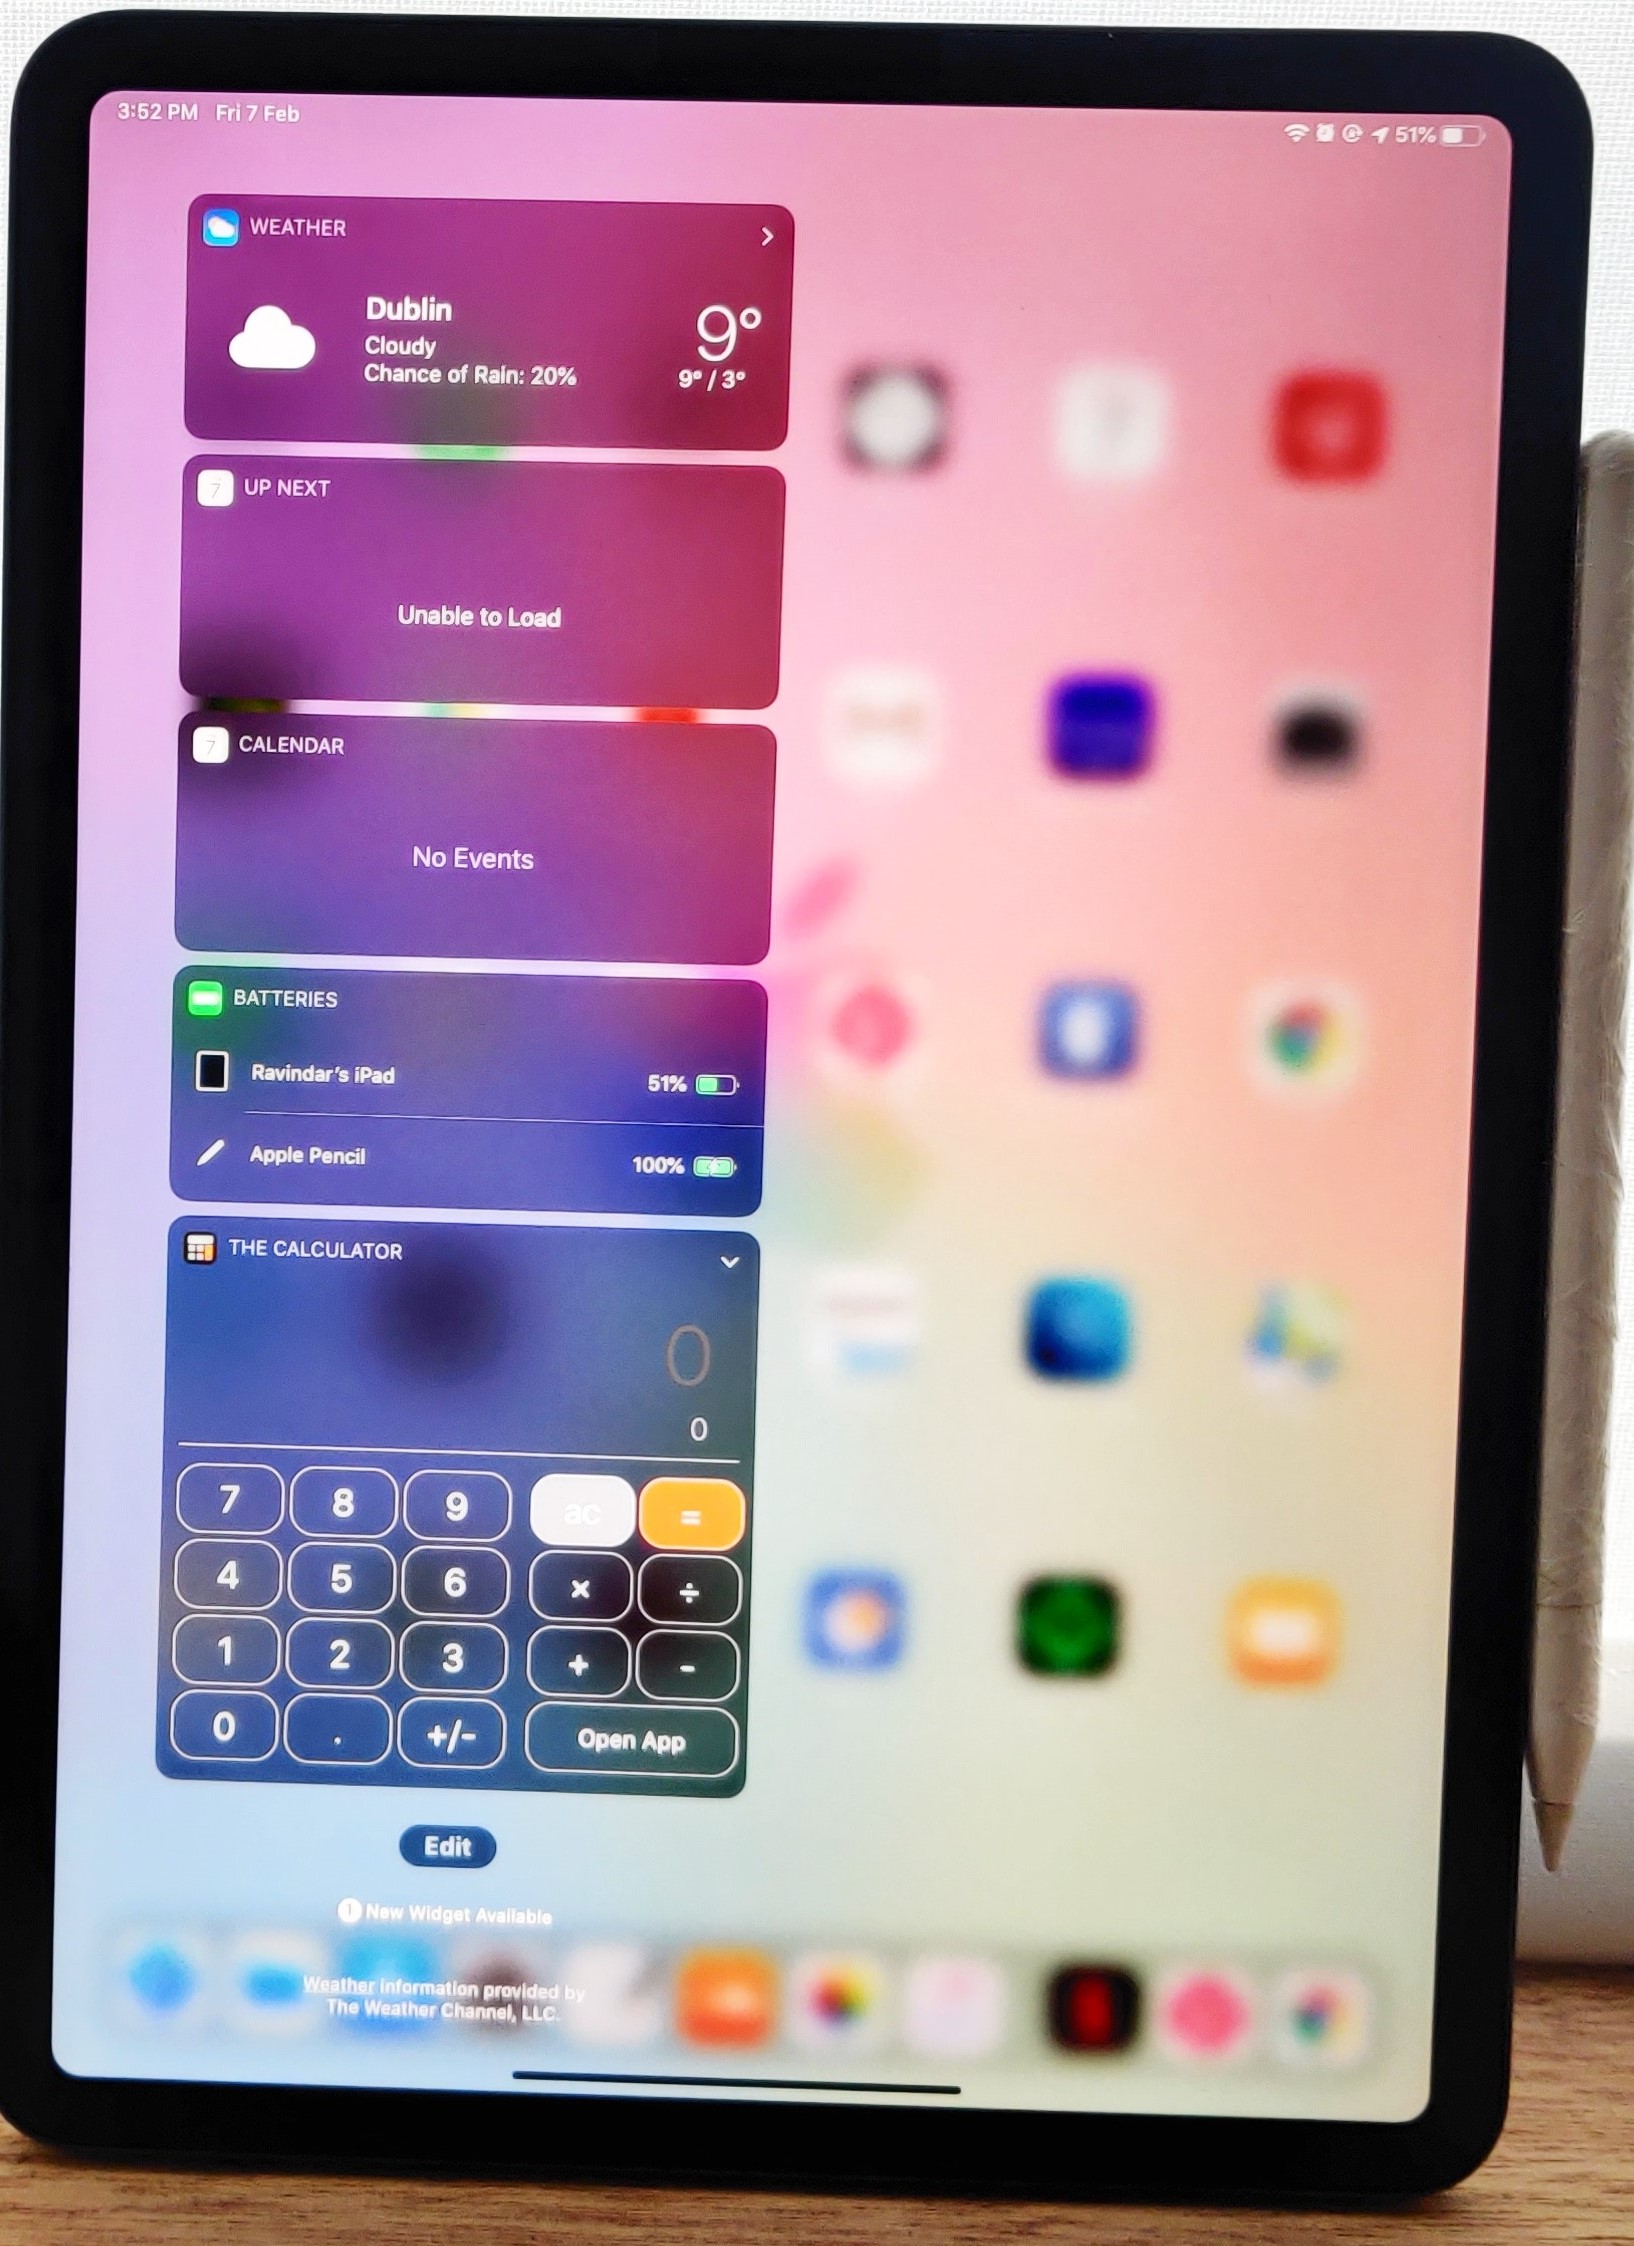 3:52 PM Fri 7 Feb
51%
WEATHER
Dublin
Cloudy
Chance of Rain: 20%
9°
9° / 3°
7 UP NEXT
Unable to Load
7 CALENDAR
No Events
BATTERIES
Ravindar's iPad 51%
Apple Pencil 100%
THE CALCULATOR
0
0
7 8 9 ac =
4 5 6 × ÷
1 2 3 + -
0 . +/- Open App
Edit
1 New Widget Available
Weather information provided by
The Weather Channel, LLC.